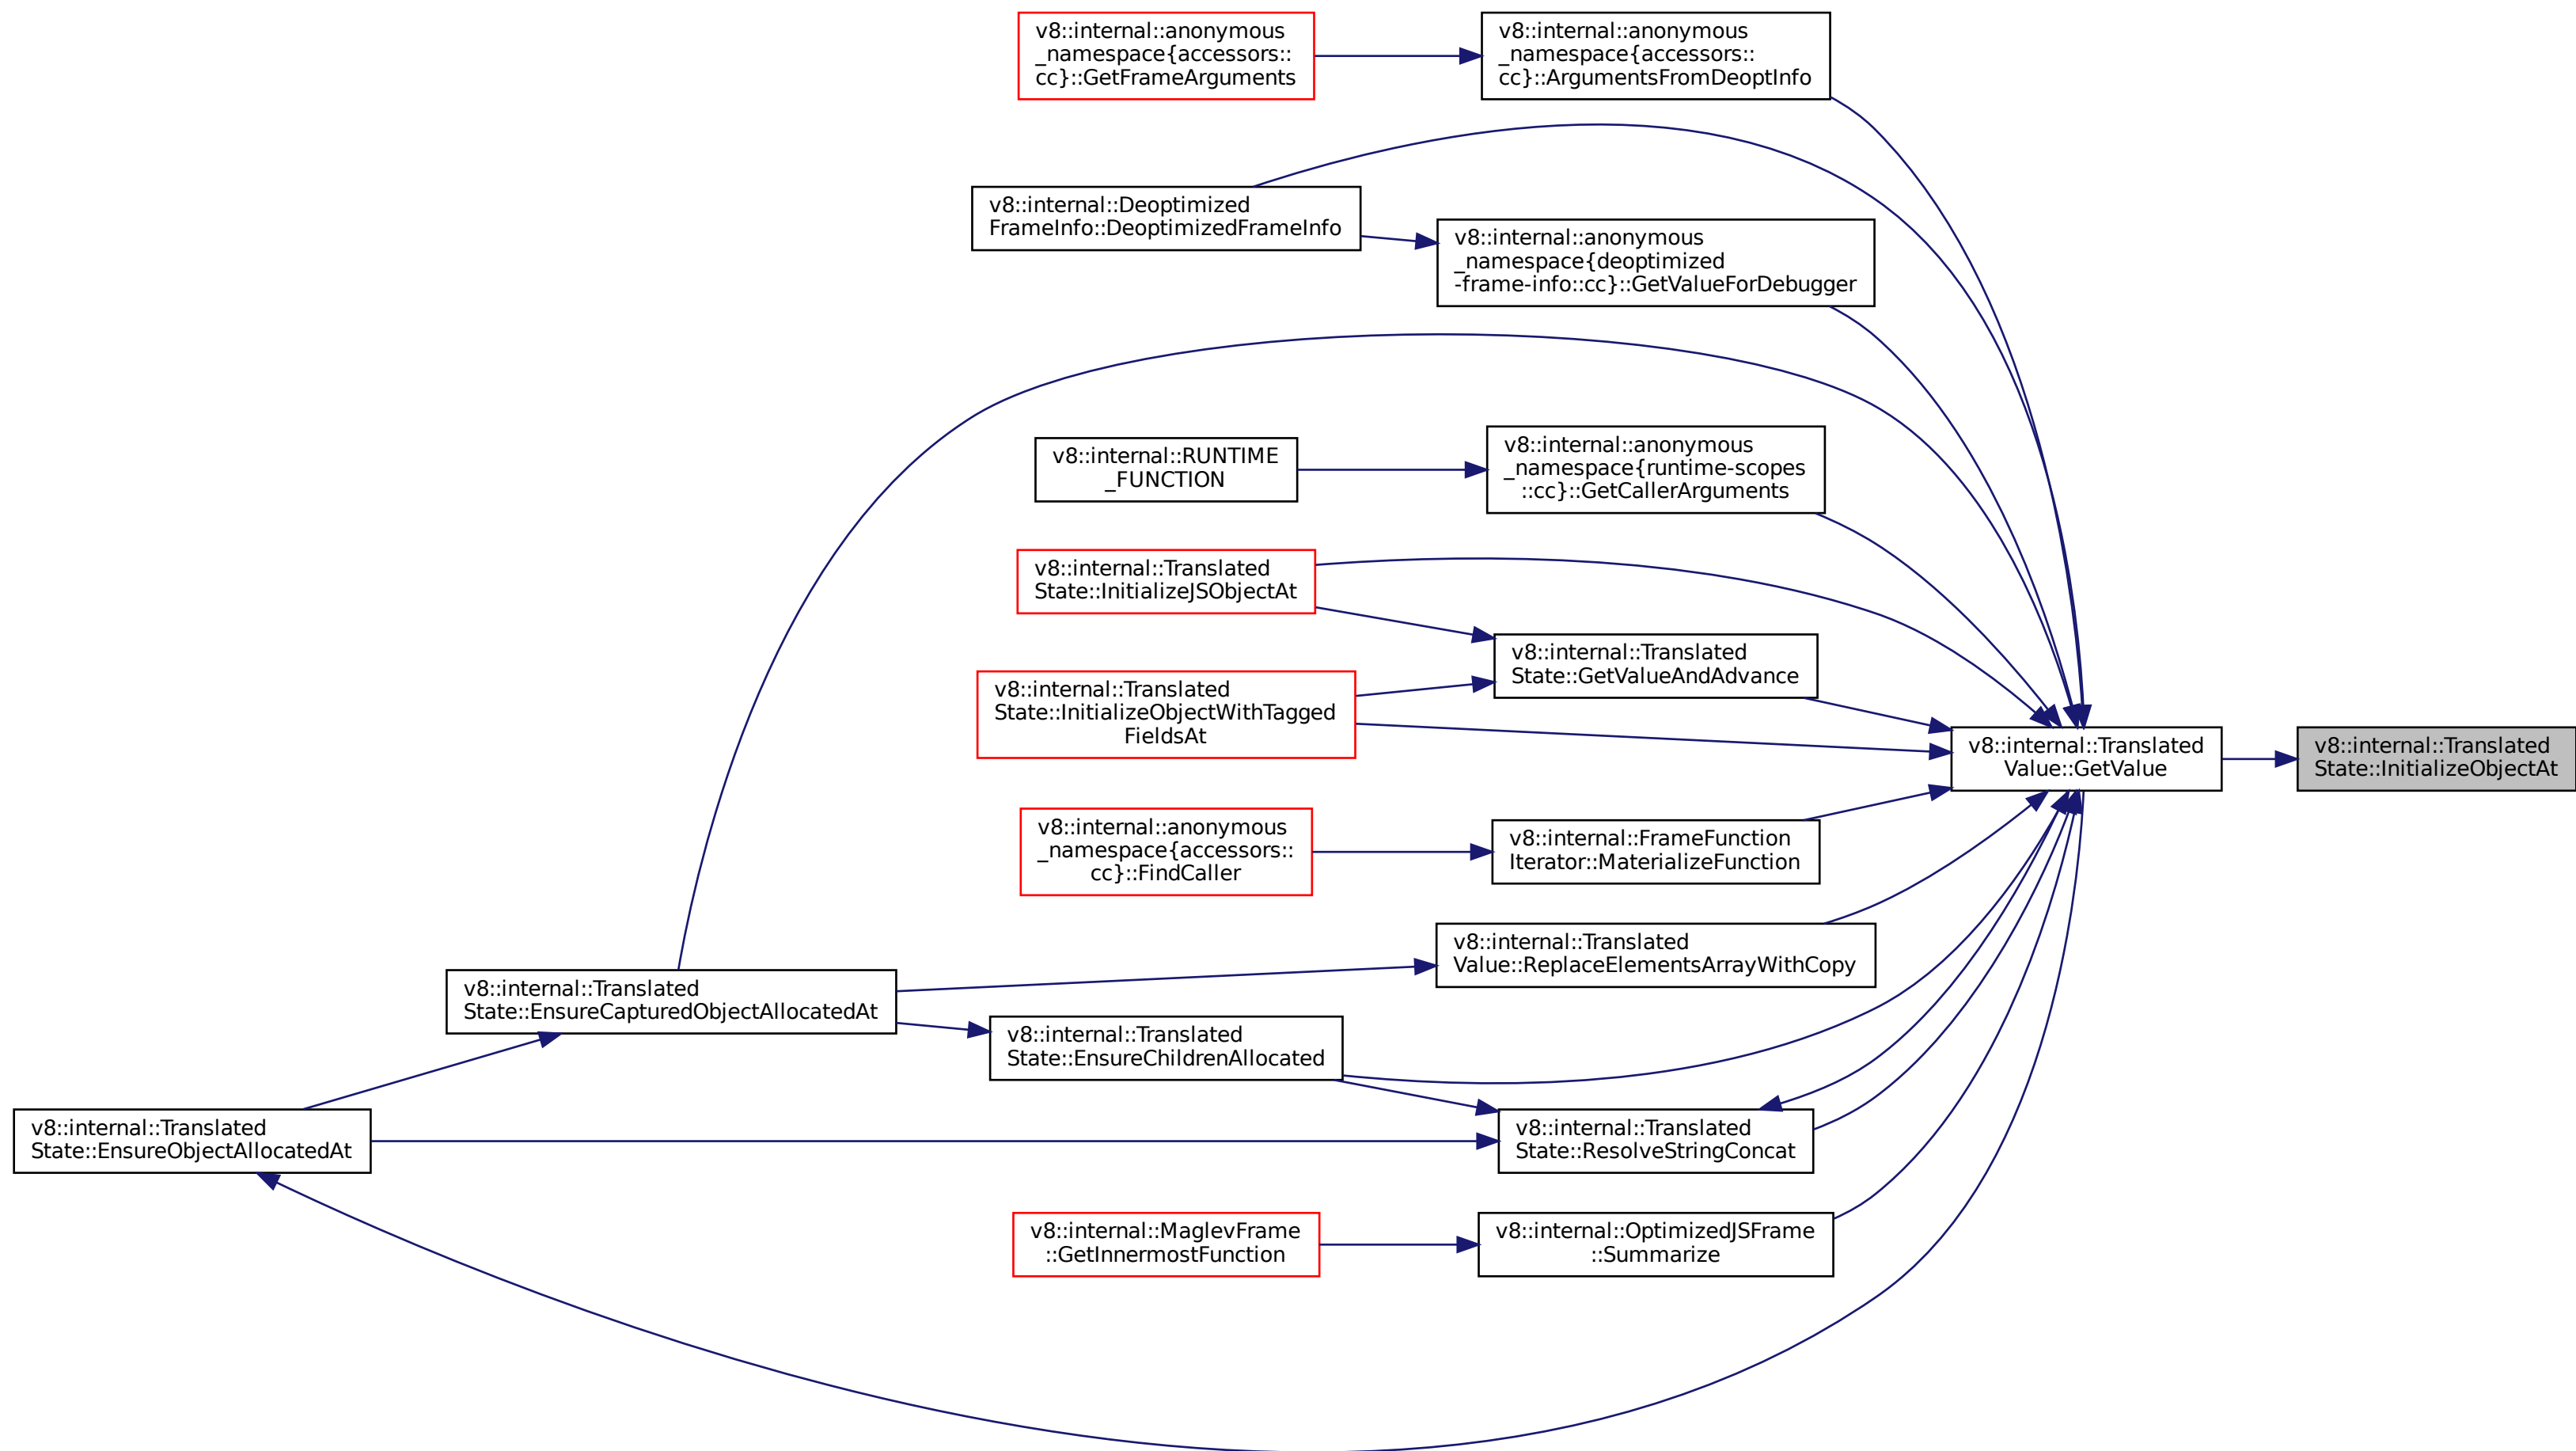 v8::internal::anonymous
_namespace{accessors::
cc}::GetFrameArguments
v8::internal::anonymous
_namespace{accessors::
cc}::ArgumentsFromDeoptInfo
v8::internal::Deoptimized
FrameInfo::DeoptimizedFrameInfo
v8::internal::anonymous
_namespace{deoptimized
-frame-info::cc}::GetValueForDebugger
v8::internal::RUNTIME
_FUNCTION
v8::internal::anonymous
_namespace{runtime-scopes
::cc}::GetCallerArguments
v8::internal::Translated
State::InitializeJSObjectAt
v8::internal::Translated
State::GetValueAndAdvance
v8::internal::Translated
State::InitializeObjectWithTagged
FieldsAt
v8::internal::Translated
Value::GetValue
v8::internal::Translated
State::InitializeObjectAt
v8::internal::anonymous
_namespace{accessors::
cc}::FindCaller
v8::internal::FrameFunction
Iterator::MaterializeFunction
v8::internal::Translated
Value::ReplaceElementsArrayWithCopy
v8::internal::Translated
State::EnsureCapturedObjectAllocatedAt
v8::internal::Translated
State::EnsureChildrenAllocated
v8::internal::Translated
State::EnsureObjectAllocatedAt
v8::internal::Translated
State::ResolveStringConcat
v8::internal::MaglevFrame
::GetInnermostFunction
v8::internal::OptimizedJSFrame
::Summarize